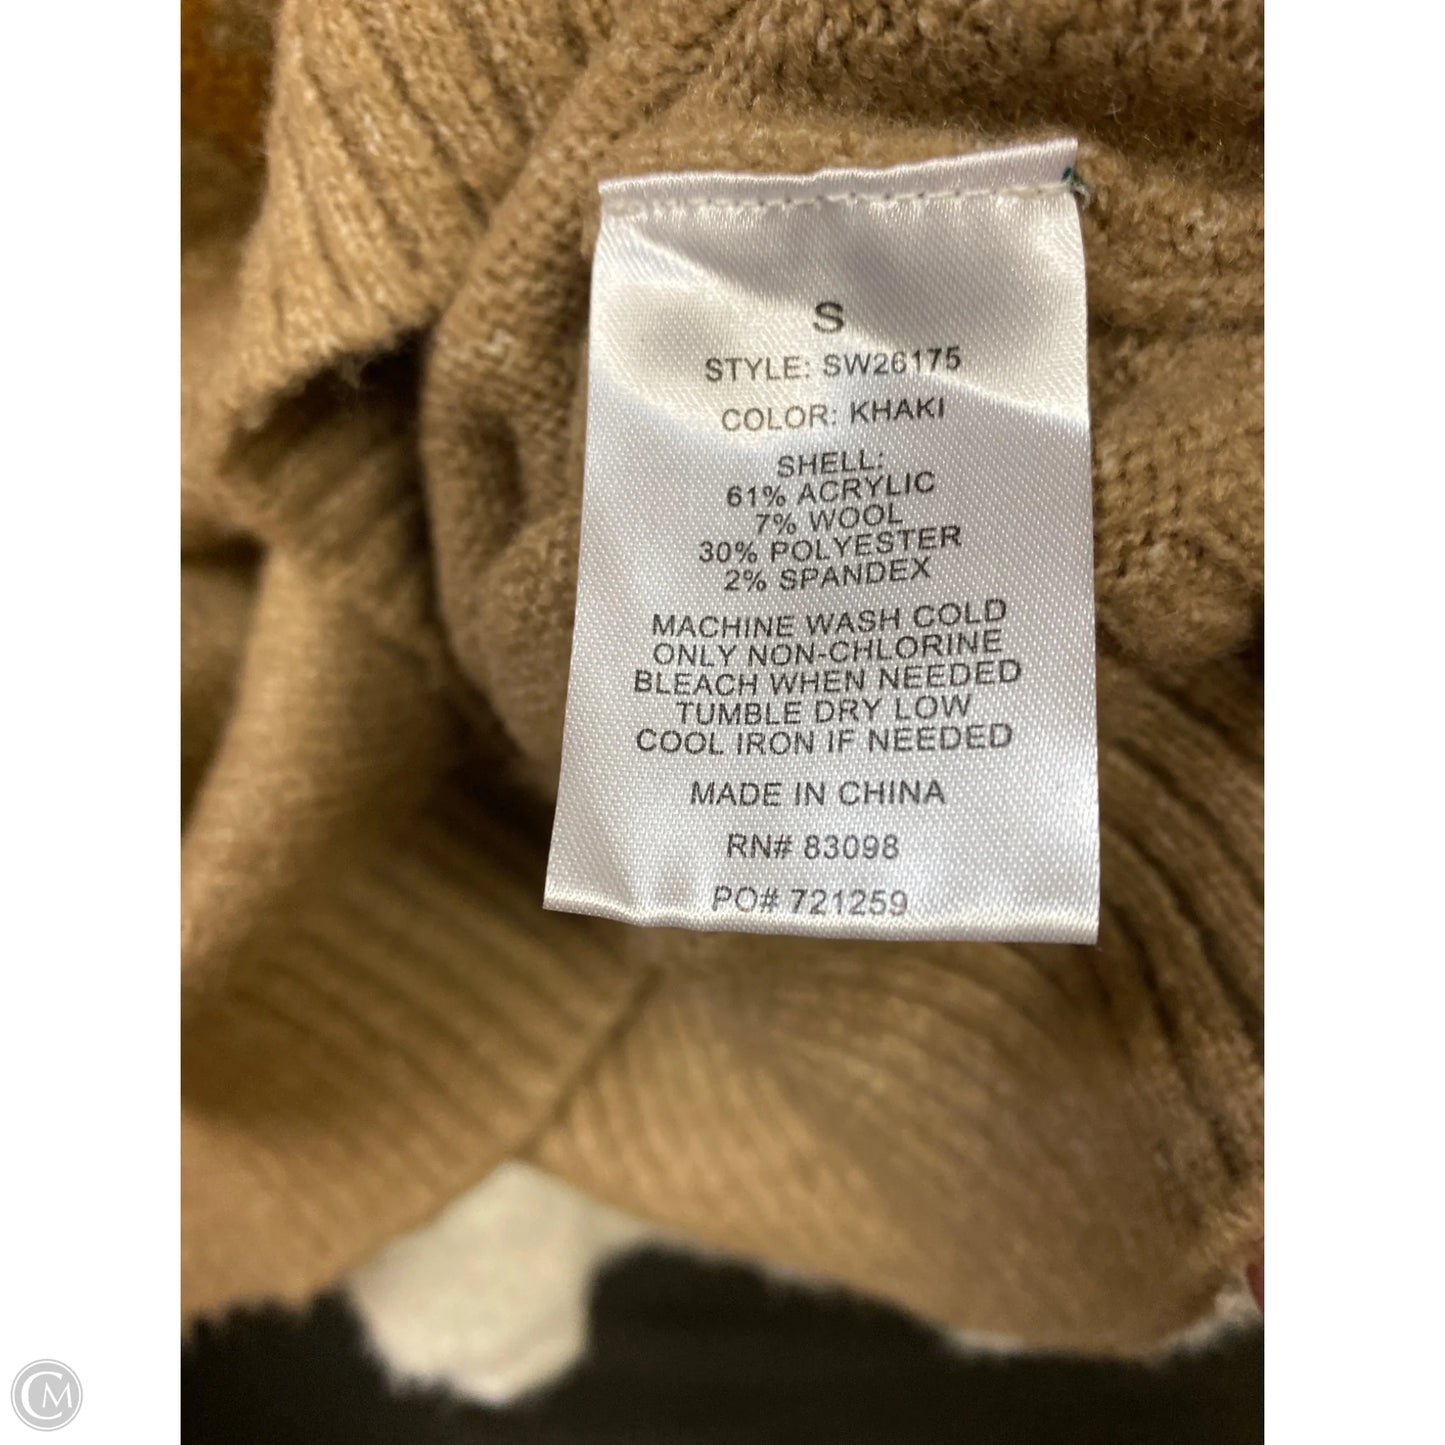 S
STYLE: SW26175
COLOR: KHAKI
SHELL:
61% ACRYLIC
7% WOOL
30% POLYESTER
2% SPANDEX
MACHINE WASH COLD
ONLY NON-CHLORINE
BLEACH WHEN NEEDED
TUMBLE DRY LOW
COOL IRON IF NEEDED
MADE IN CHINA
RN# 83098
PO# 721259
CM